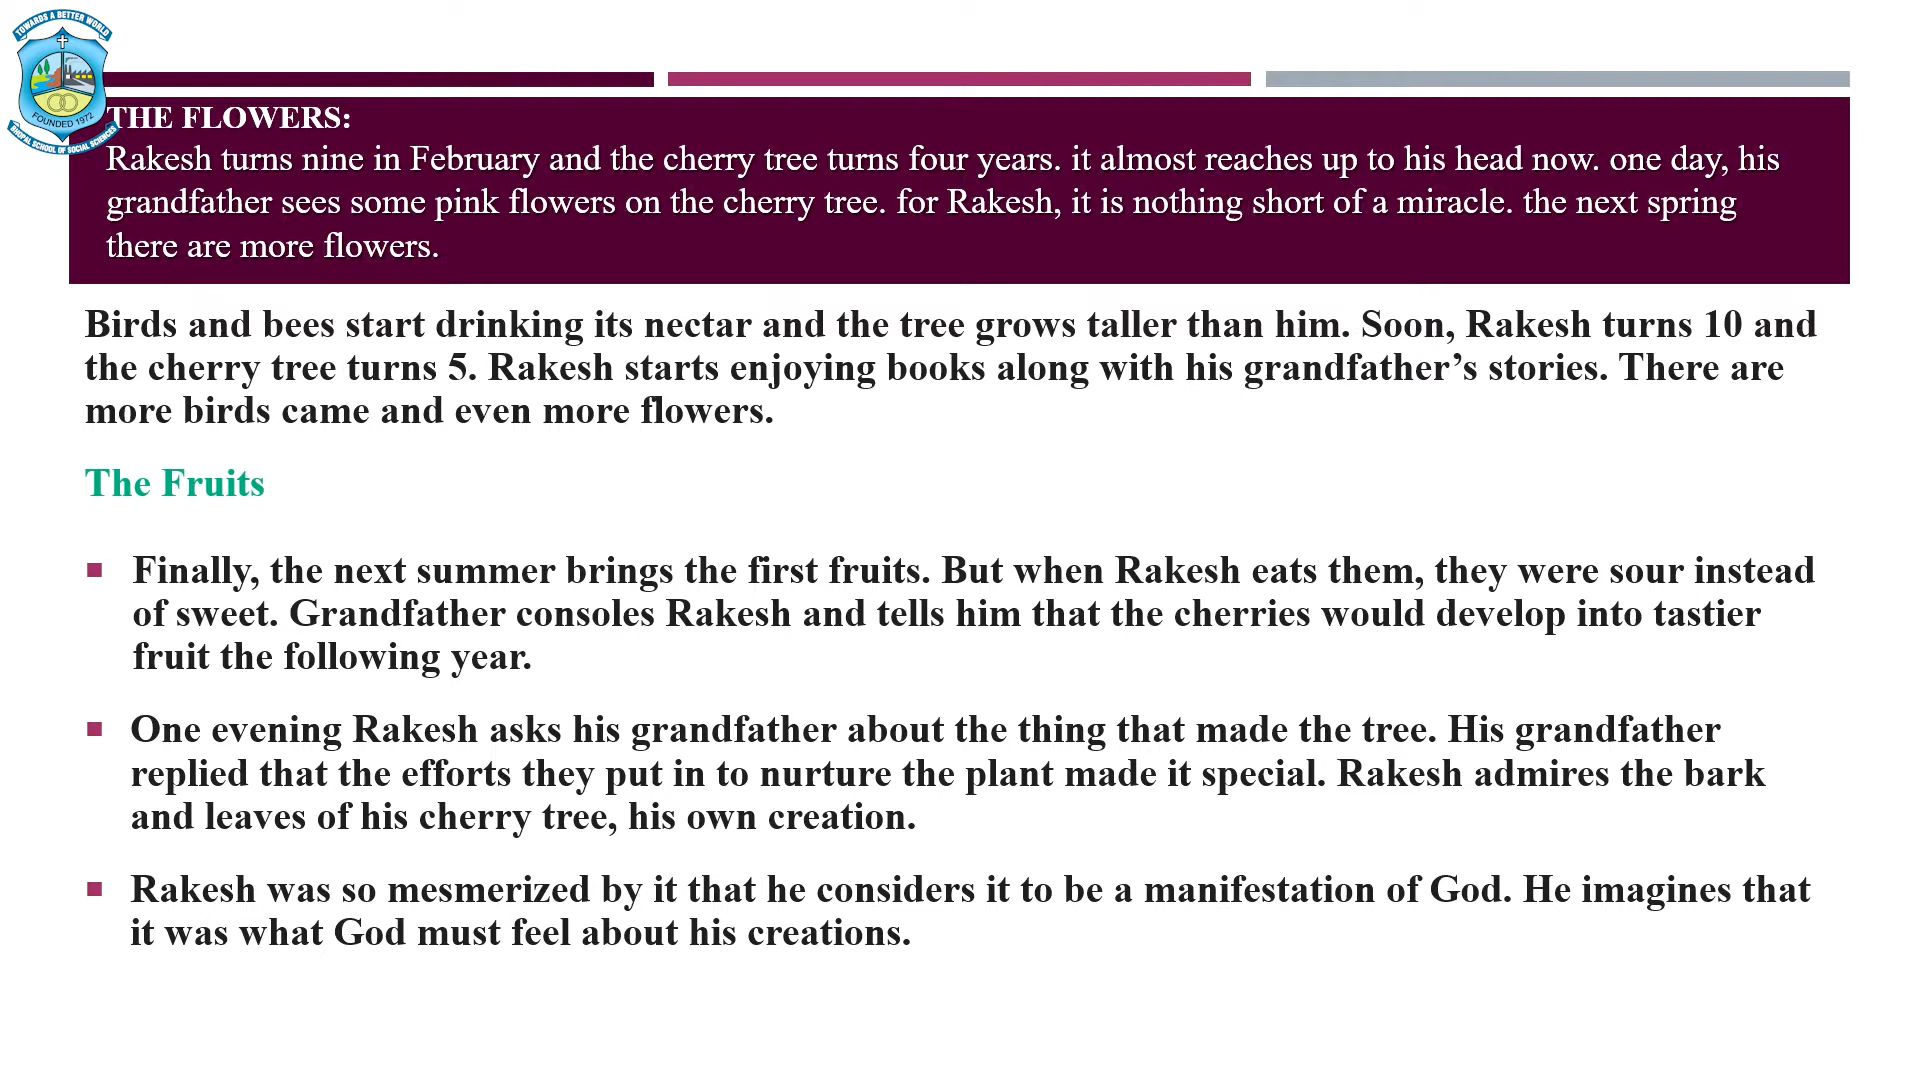 TOWARDS A BETTER WORLD
FOUNDED 1972
BHOPAL SCHOOL OF SOCIAL SCIENCES
THE FLOWERS:
Rakesh turns nine in February and the cherry tree turns four years. it almost reaches up to his head now. one day, his
grandfather sees some pink flowers on the cherry tree. for Rakesh, it is nothing short of a miracle. the next spring
there are more flowers.
Birds and bees start drinking its nectar and the tree grows taller than him. Soon, Rakesh turns 10 and
the cherry tree turns 5. Rakesh starts enjoying books along with his grandfather’s stories. There are
more birds came and even more flowers.
The Fruits
▪ Finally, the next summer brings the first fruits. But when Rakesh eats them, they were sour instead
of sweet. Grandfather consoles Rakesh and tells him that the cherries would develop into tastier
fruit the following year.
▪ One evening Rakesh asks his grandfather about the thing that made the tree. His grandfather
replied that the efforts they put in to nurture the plant made it special. Rakesh admires the bark
and leaves of his cherry tree, his own creation.
▪ Rakesh was so mesmerized by it that he considers it to be a manifestation of God. He imagines that
it was what God must feel about his creations.